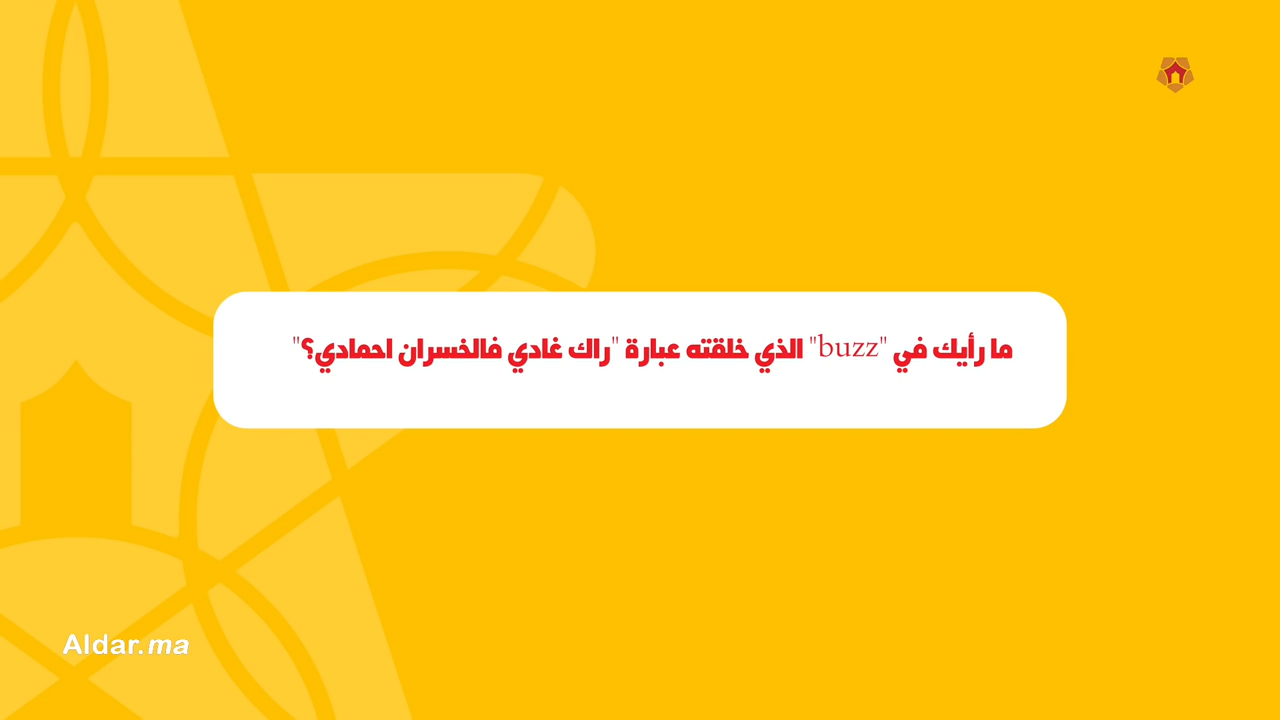 ما رأيك في "buzz" الذي خلقته عبارة "راك غادي فالخسران احمادي؟"
Aldar.ma